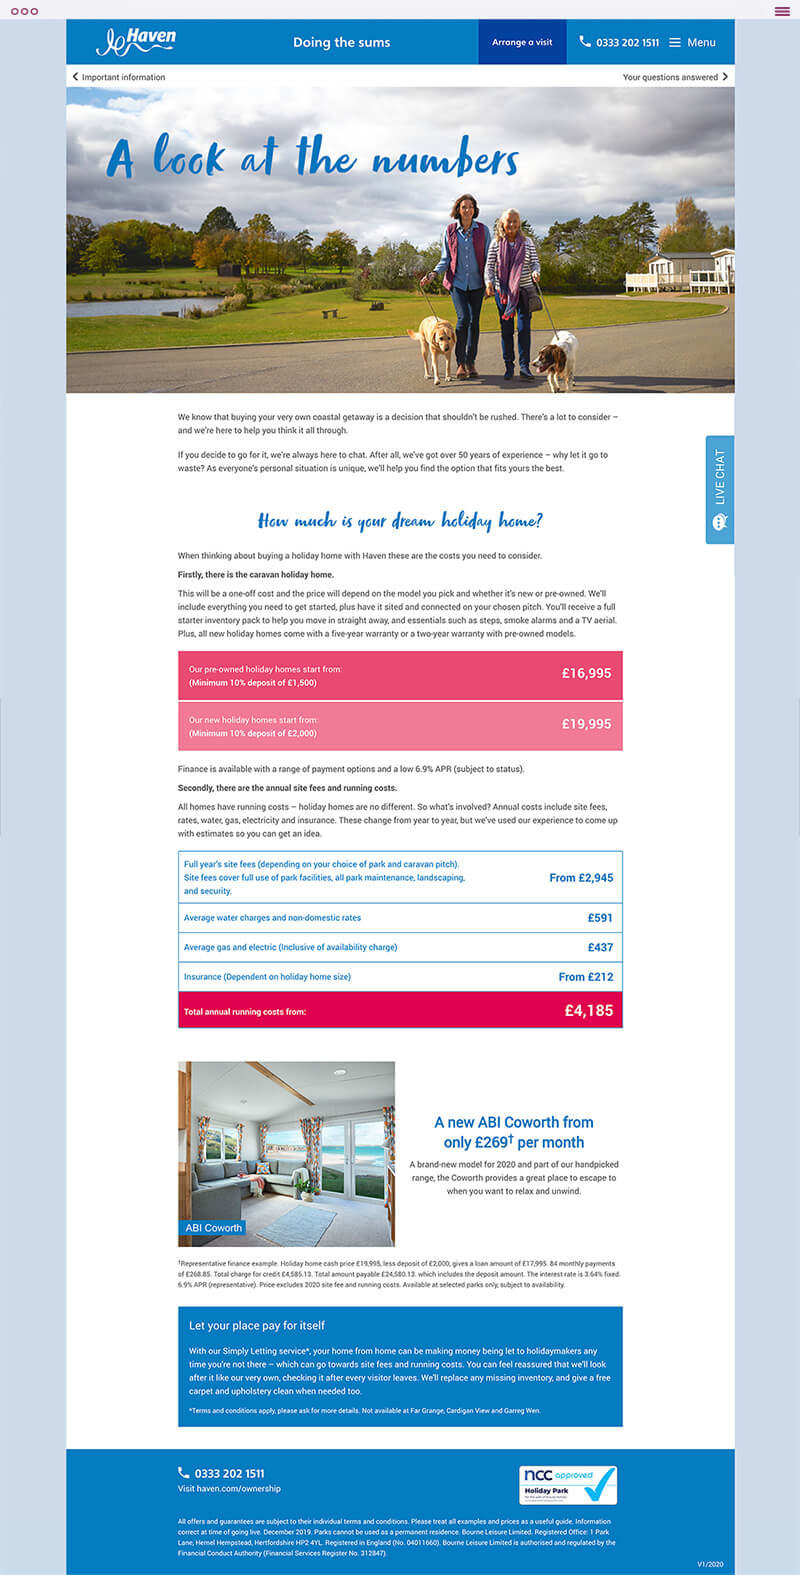 Haven
Doing the sums
Arrange a visit
0333 202 1511
Menu
Important information
Your questions answered
A look at the numbers
We know that buying your very own coastal getaway is a decision that shouldn't be rushed. There's a lot to consider –
and we're here to help you think it all through.
If you decide to go for it, we're always here to chat. After all, we've got over 50 years of experience – why let it go to
waste? As everyone's personal situation is unique, we'll help you find the option that fits yours the best.
LIVE CHAT
How much is your dream holiday home?
When thinking about buying a holiday home with Haven these are the costs you need to consider.
Firstly, there is the caravan holiday home.
This will be a one-off cost and the price will depend on the model you pick and whether it's new or pre-owned. We'll
include everything you need to get started, plus have it sited and connected on your chosen pitch. You'll receive a full
starter inventory pack to help you move in straight away, and essentials such as steps, smoke alarms and a TV aerial.
Plus, all new holiday homes come with a five-year warranty or a two-year warranty with pre-owned models.
Our pre-owned holiday homes start from:
(Minimum 10% deposit of £1,500)
£16,995
Our new holiday homes start from:
(Minimum 10% deposit of £2,000)
£19,995
Finance is available with a range of payment options and a low 6.9% APR (subject to status).
Secondly, there are the annual site fees and running costs.
All homes have running costs – holiday homes are no different. So what's involved? Annual costs include site fees,
rates, water, gas, electricity and insurance. These change from year to year, but we've used our experience to come up
with estimates so you can get an idea.
Full year's site fees (depending on your choice of park and caravan pitch).
Site fees cover full use of park facilities, all park maintenance, landscaping,
and security.
From £2,945
Average water charges and non-domestic rates
£591
Average gas and electric (Inclusive of availability charge)
£437
Insurance (Dependent on holiday home size)
From £212
Total annual running costs from:
£4,185
ABI Coworth
A new ABI Coworth from
only £269† per month
A brand-new model for 2020 and part of our handpicked
range, the Coworth provides a great place to escape to
when you want to relax and unwind.
†Representative finance example. Holiday home cash price £19,995, less deposit of £2,000, gives a loan amount of £17,995. 84 monthly payments
of £268.85. Total charge for credit £4,585.13. Total amount payable £24,580.13. which includes the deposit amount. The interest rate is 3.64% fixed.
6.9% APR (representative). Price excludes 2020 site fee and running costs. Available at selected parks only, subject to availability.
Let your place pay for itself
With our Simply Letting service*, your home from home can be making money being let to holidaymakers any
time you're not there – which can go towards site fees and running costs. You can feel reassured that we'll look
after it like our very own, checking it after every visitor leaves. We'll replace any missing inventory, and give a free
carpet and upholstery clean when needed too.
*Terms and conditions apply, please ask for more details. Not available at Far Grange, Cardigan View and Garreg Wen.
0333 202 1511
Visit haven.com/ownership
ncc approved
Holiday Park
All offers and guarantees are subject to their individual terms and conditions. Please treat all examples and prices as a useful guide. Information
correct at time of going live. December 2019. Parks cannot be used as a permanent residence. Bourne Leisure Limited. Registered Office: 1 Park
Lane, Hemel Hempstead, Hertfordshire HP2 4YL. Registered in England (No. 04011660). Bourne Leisure Limited is authorised and regulated by the
Financial Conduct Authority (Financial Services Register No. 312847).
V1/2020